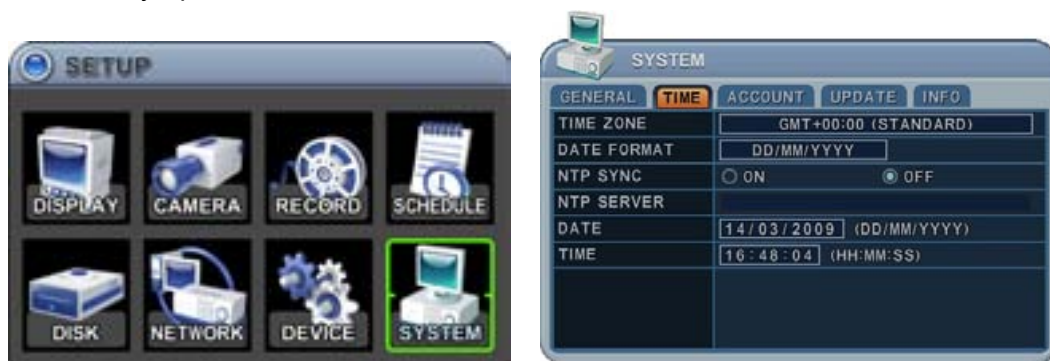 SETUP
DISPLAY CAMERA RECORD SCHEDULE
DISK NETWORK DEVICE SYSTEM
SYSTEM
GENERAL TIME ACCOUNT UPDATE INFO
TIME ZONE GMT+00:00 (STANDARD)
DATE FORMAT DD/MM/YYYY
NTP SYNC ON OFF
NTP SERVER
DATE 14/03/2009 (DD/MM/YYYY)
TIME 16:48:04 (HH:MM:SS)